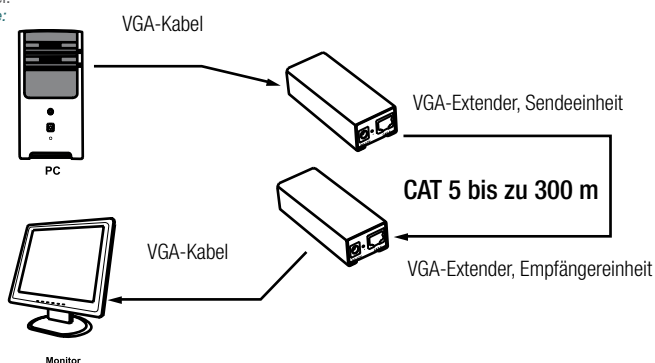 VGA-Kabel
VGA-Extender, Sendeeinheit
PC
CAT 5 bis zu 300 m
VGA-Kabel
VGA-Extender, Empfängereinheit
Monitor